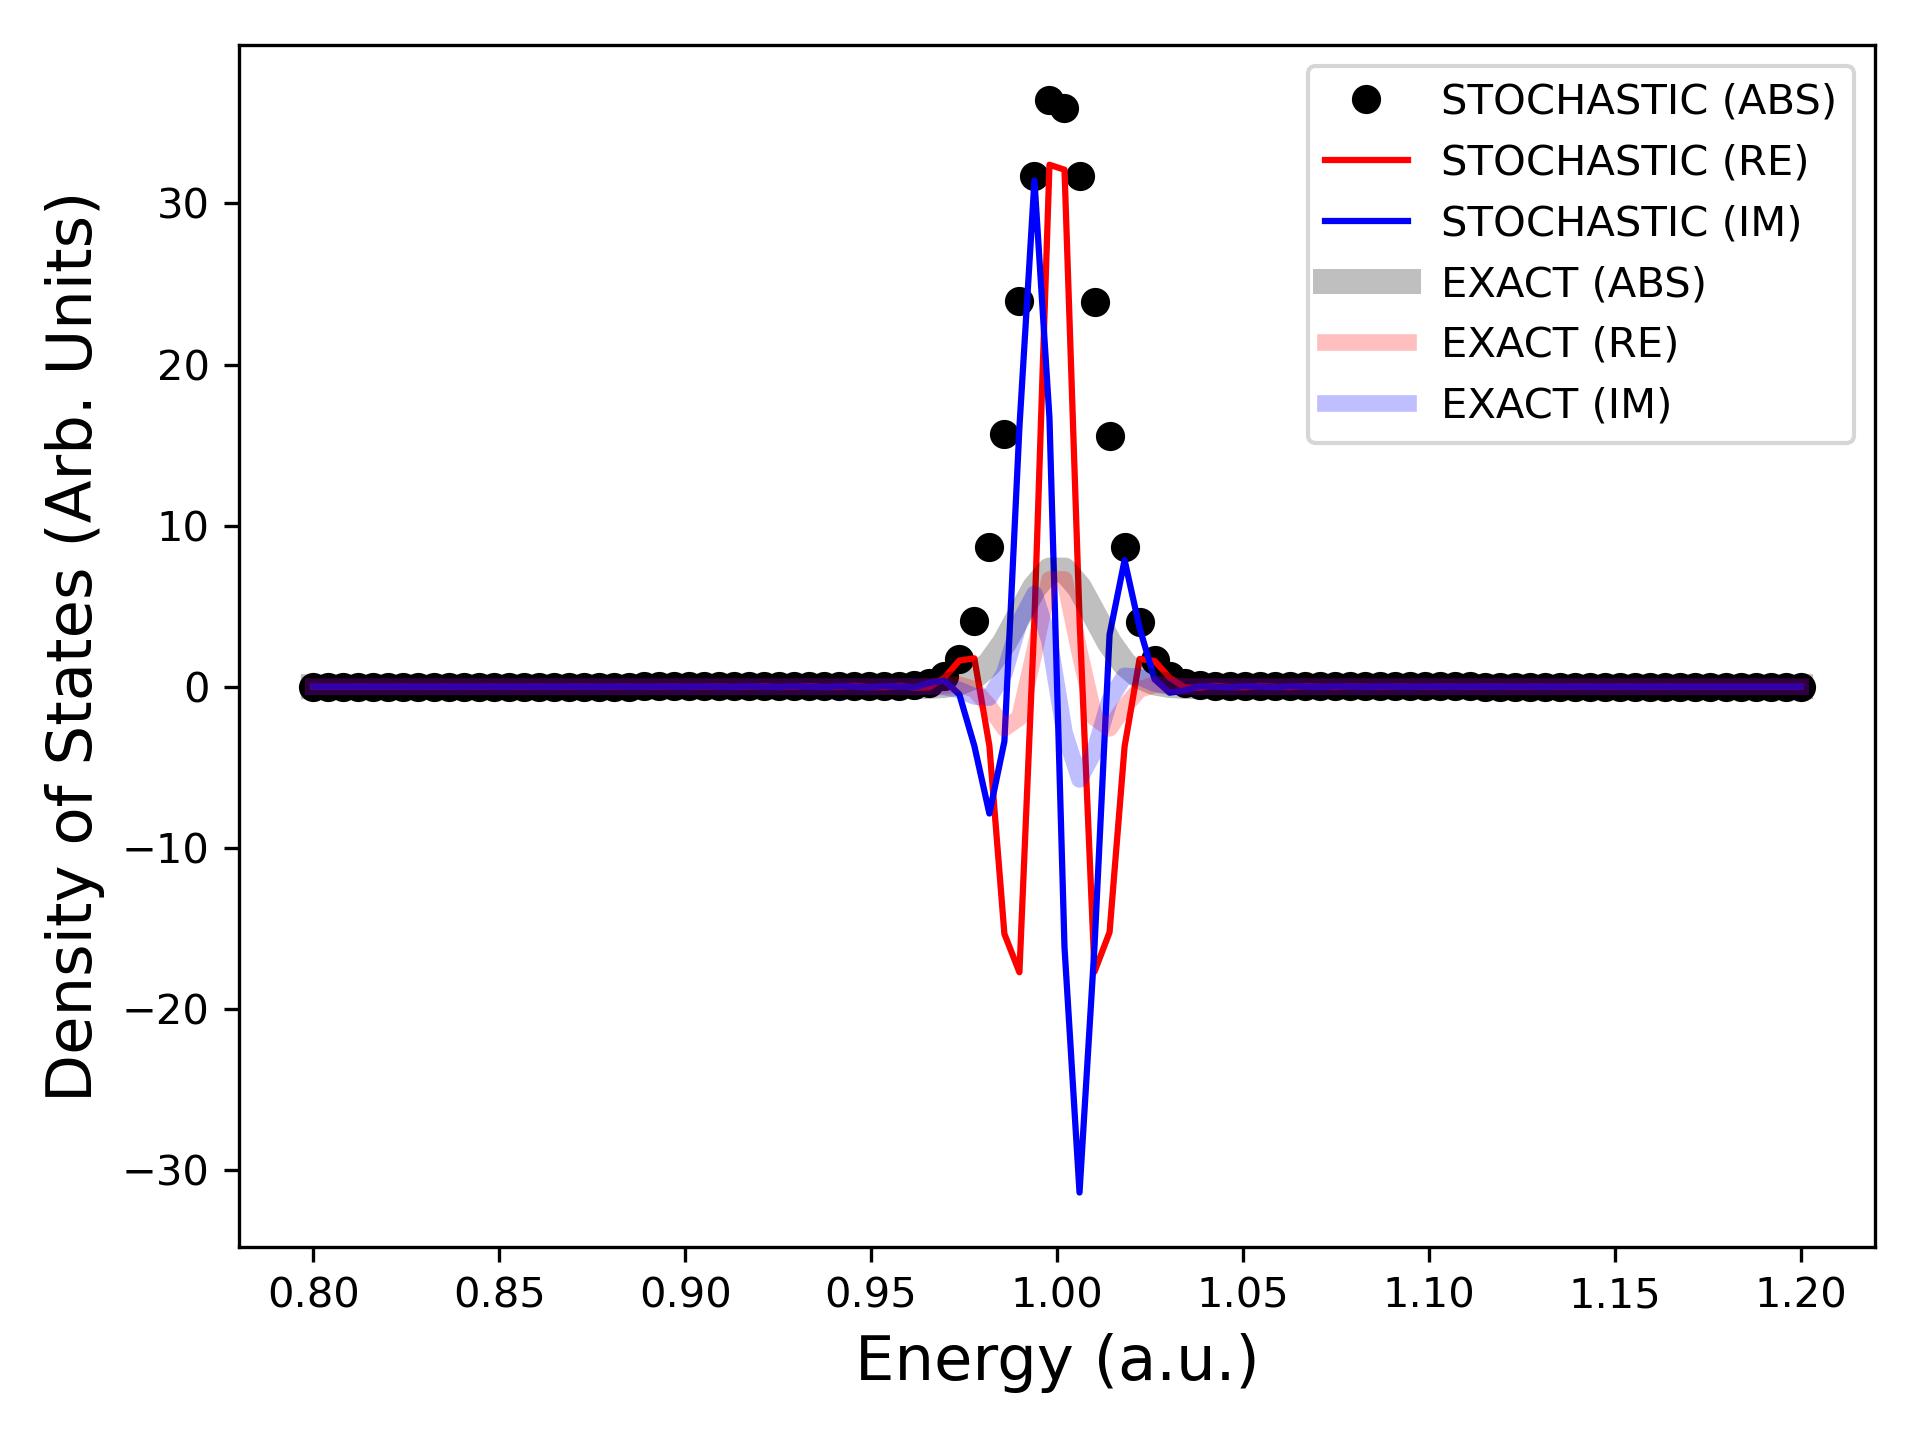 Density of States (Arb. Units)
30
20
10
0
−10
−20
−30
STOCHASTIC (ABS)
STOCHASTIC (RE)
STOCHASTIC (IM)
EXACT (ABS)
EXACT (RE)
EXACT (IM)
0.80 0.85 0.90 0.95 1.00 1.05 1.10 1.15 1.20
Energy (a.u.)